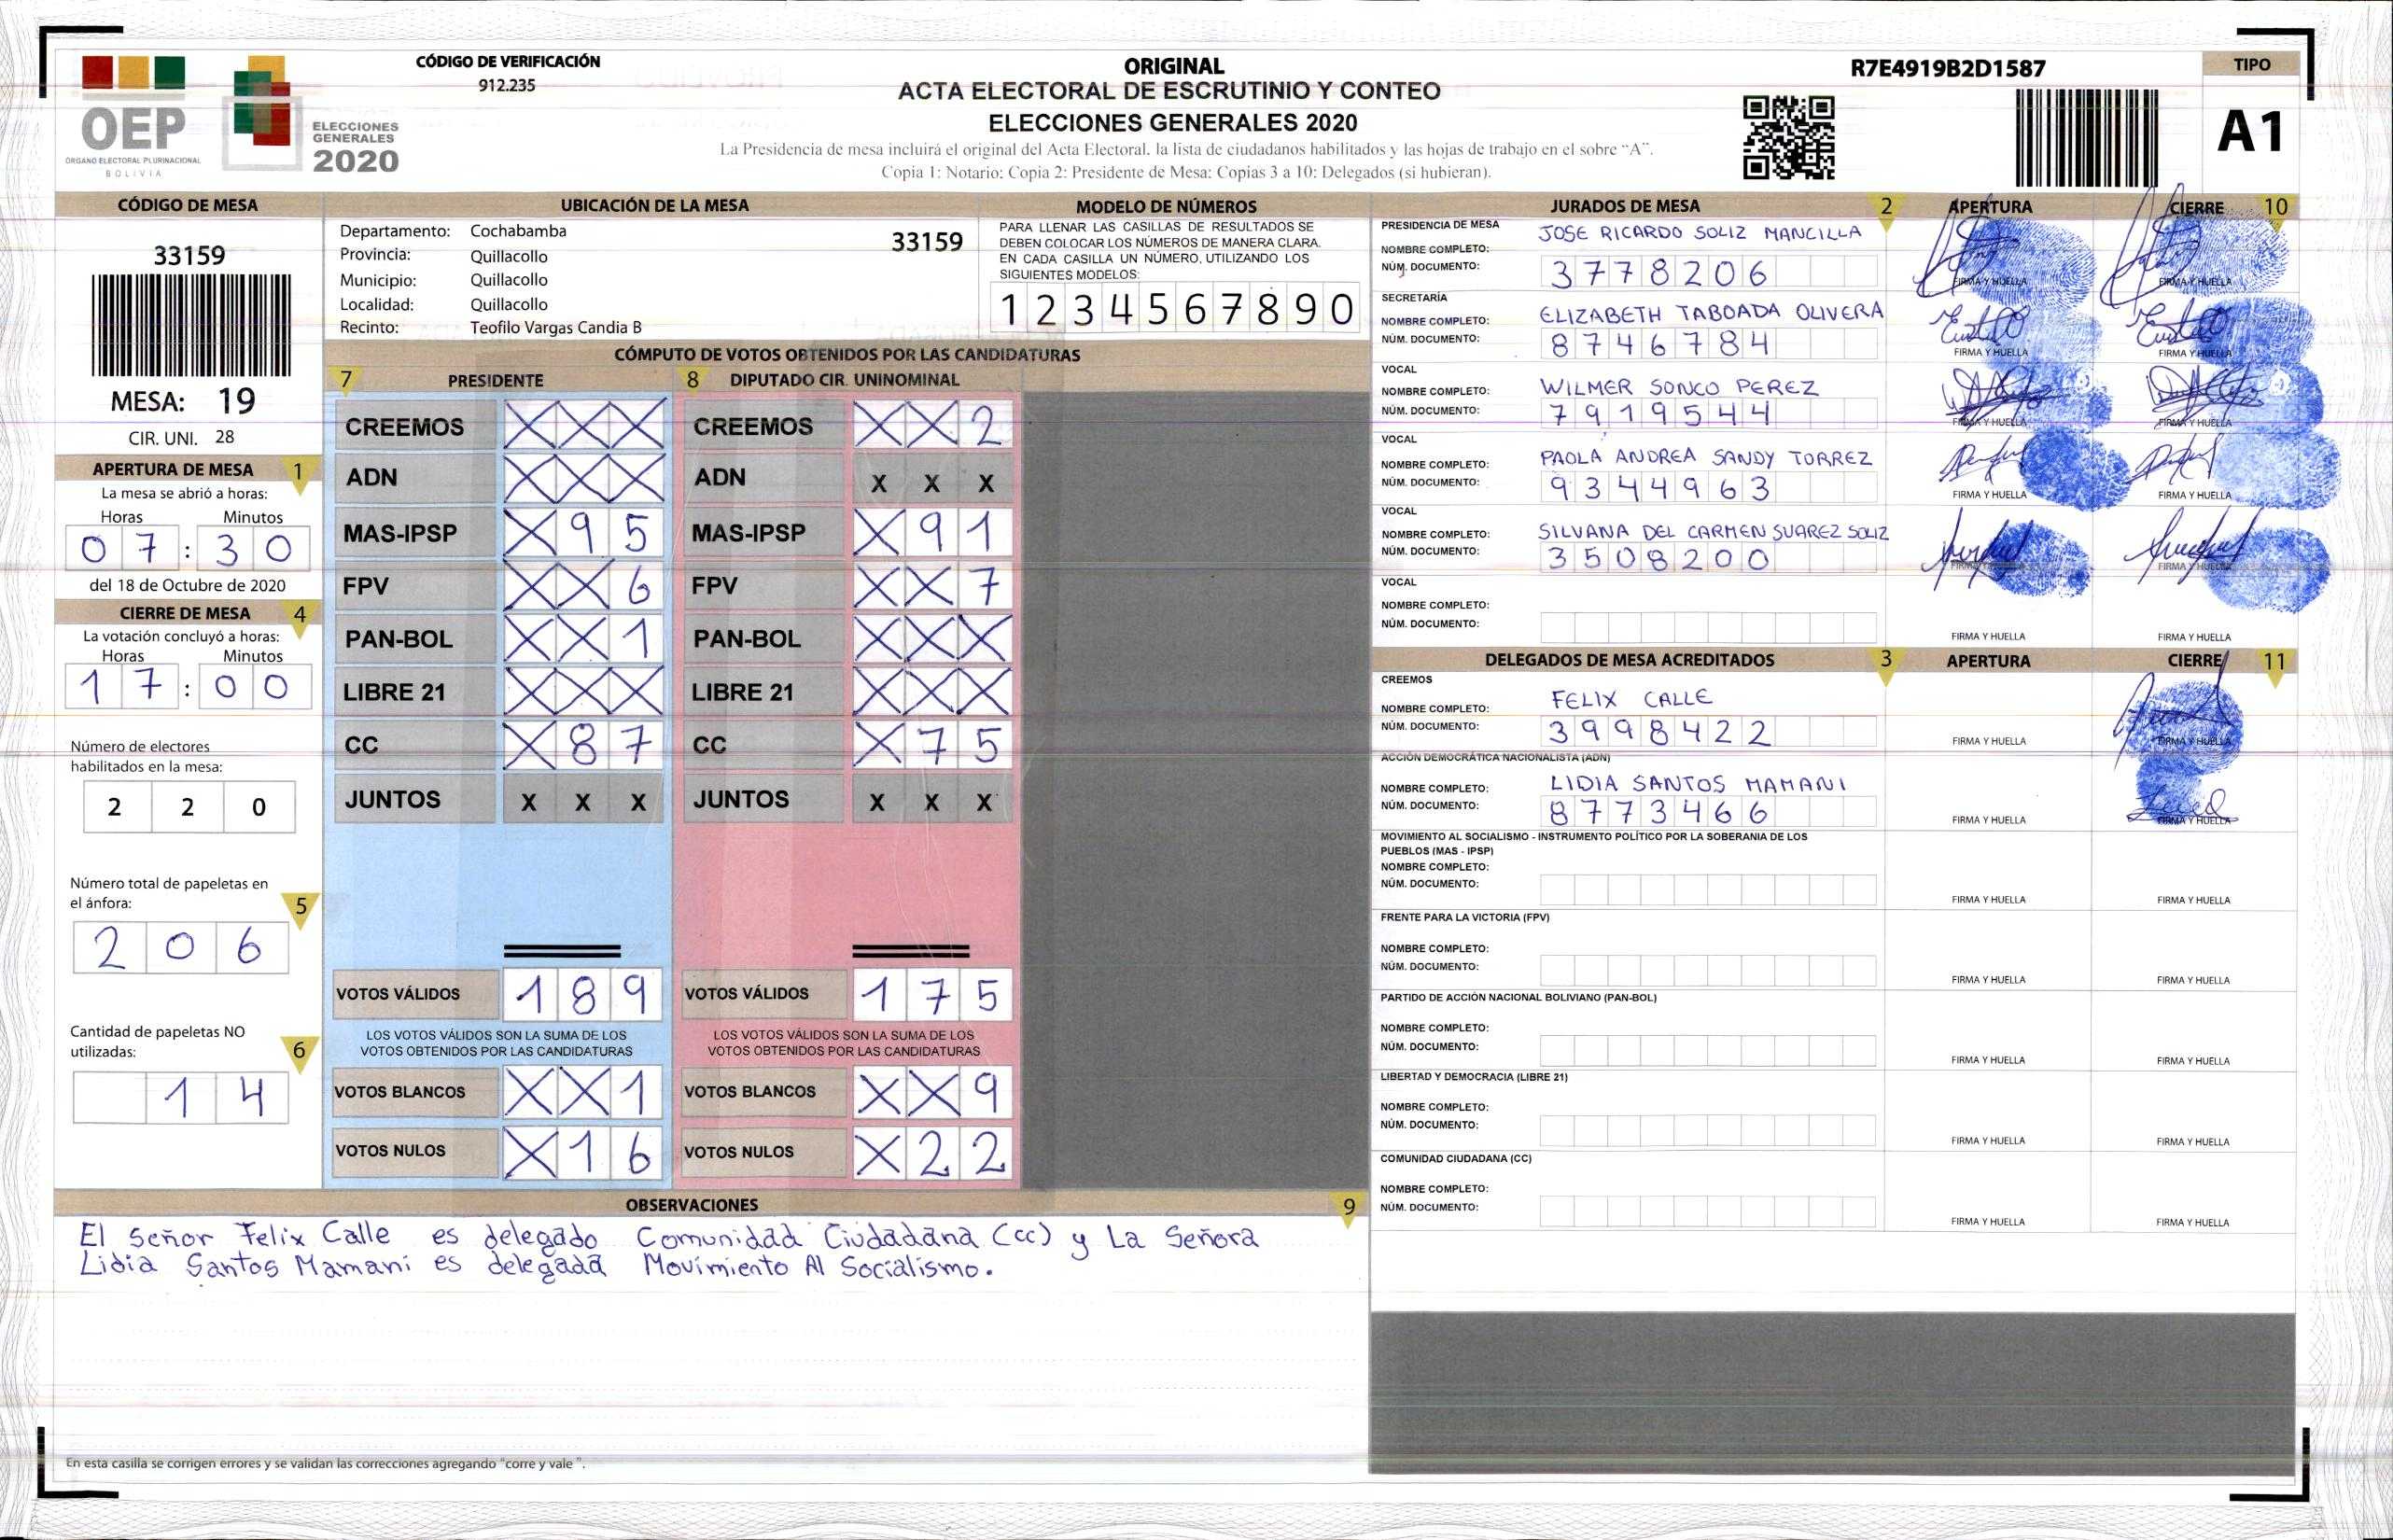 OEP
ÓRGANO ELECTORAL PLURINACIONAL
BOLIVIA
ELECCIONES
GENERALES
2020
CÓDIGO DE VERIFICACIÓN
912.235
ORIGINAL
ACTA ELECTORAL DE ESCRUTINIO Y CONTEO
ELECCIONES GENERALES 2020
La Presidencia de mesa incluirá el original del Acta Electoral. la lista de ciudadanos habilitados y las hojas de trabajo en el sobre “A”.
Copia 1: Notario: Copia 2: Presidente de Mesa: Copias 3 a 10: Delegados (si hubieran).
R7E4919B2D1587
TIPO
A1
CÓDIGO DE MESA
33159
MESA: 19
CIR. UNI. 28
APERTURA DE MESA 1
La mesa se abrió a horas:
Horas Minutos
07:30
del 18 de Octubre de 2020
CIERRE DE MESA 4
La votación concluyó a horas:
Horas Minutos
17:00
Número de electores
habilitados en la mesa:
220
Número total de papeletas en
el ánfora: 5
206
Cantidad de papeletas NO
utilizadas: 6
14
UBICACIÓN DE LA MESA
Departamento: Cochabamba 33159
Provincia: Quillacollo
Municipio: Quillacollo
Localidad: Quillacollo
Recinto: Teofilo Vargas Candia B
MODELO DE NÚMEROS
PARA LLENAR LAS CASILLAS DE RESULTADOS SE
DEBEN COLOCAR LOS NÚMEROS DE MANERA CLARA.
EN CADA CASILLA UN NÚMERO, UTILIZANDO LOS
SIGUIENTES MODELOS:
1 2 3 4 5 6 7 8 9 0
CÓMPUTO DE VOTOS OBTENIDOS POR LAS CANDIDATURAS
7 PRESIDENTE 8 DIPUTADO CIR. UNINOMINAL
CREEMOS X X X CREEMOS X X 2
ADN X X X ADN X X X
MAS-IPSP X 9 5 MAS-IPSP X 9 1
FPV X X 6 FPV X X 7
PAN-BOL X X 1 PAN-BOL X X X
LIBRE 21 X X X LIBRE 21 X X X
CC X 8 7 CC X 7 5
JUNTOS X X X JUNTOS X X X
VOTOS VÁLIDOS 1 8 9 VOTOS VÁLIDOS 1 7 5
LOS VOTOS VÁLIDOS SON LA SUMA DE LOS LOS VOTOS VÁLIDOS SON LA SUMA DE LOS
VOTOS OBTENIDOS POR LAS CANDIDATURAS VOTOS OBTENIDOS POR LAS CANDIDATURAS
VOTOS BLANCOS X X 1 VOTOS BLANCOS X X 9
VOTOS NULOS X 1 6 VOTOS NULOS X 2 2
OBSERVACIONES 9
El Señor Felix Calle es delegado Comunidad Ciudadana (cc) y La Señora
Lidia Santos Mamani es delegada Movimiento Al Socialismo.
En esta casilla se corrigen errores y se validan las correcciones agregando “corre y vale ”.
JURADOS DE MESA 2 APERTURA CIERRE 10
PRESIDENCIA DE MESA
NOMBRE COMPLETO: JOSE RICARDO SOLIZ MANCILLA
NÚM. DOCUMENTO: 3778206
FIRMA Y HUELLA FIRMA Y HUELLA
SECRETARÍA
NOMBRE COMPLETO: ELIZABETH TABOADA OLIVERA
NÚM. DOCUMENTO: 8746784
FIRMA Y HUELLA FIRMA Y HUELLA
VOCAL
NOMBRE COMPLETO: WILMER SONCO PEREZ
NÚM. DOCUMENTO: 7919544
FIRMA Y HUELLA FIRMA Y HUELLA
VOCAL
NOMBRE COMPLETO: PAOLA ANDREA SANDY TORREZ
NÚM. DOCUMENTO: 9344963
FIRMA Y HUELLA FIRMA Y HUELLA
VOCAL
NOMBRE COMPLETO: SILVANA DEL CARMEN SUAREZ SOLIZ
NÚM. DOCUMENTO: 3508200
FIRMA Y HUELLA FIRMA Y HUELLA
VOCAL
NOMBRE COMPLETO:
NÚM. DOCUMENTO:
FIRMA Y HUELLA FIRMA Y HUELLA
DELEGADOS DE MESA ACREDITADOS 3 APERTURA CIERRE 11
CREEMOS
NOMBRE COMPLETO: FELIX CALLE
NÚM. DOCUMENTO: 3998422
FIRMA Y HUELLA FIRMA Y HUELLA
ACCIÓN DEMOCRÁTICA NACIONALISTA (ADN)
NOMBRE COMPLETO: LIDIA SANTOS MAMANI
NÚM. DOCUMENTO: 8773466
FIRMA Y HUELLA FIRMA Y HUELLA
MOVIMIENTO AL SOCIALISMO - INSTRUMENTO POLÍTICO POR LA SOBERANIA DE LOS
PUEBLOS (MAS - IPSP)
NOMBRE COMPLETO:
NÚM. DOCUMENTO:
FIRMA Y HUELLA FIRMA Y HUELLA
FRENTE PARA LA VICTORIA (FPV)
NOMBRE COMPLETO:
NÚM. DOCUMENTO:
FIRMA Y HUELLA FIRMA Y HUELLA
PARTIDO DE ACCIÓN NACIONAL BOLIVIANO (PAN-BOL)
NOMBRE COMPLETO:
NÚM. DOCUMENTO:
FIRMA Y HUELLA FIRMA Y HUELLA
LIBERTAD Y DEMOCRACIA (LIBRE 21)
NOMBRE COMPLETO:
NÚM. DOCUMENTO:
FIRMA Y HUELLA FIRMA Y HUELLA
COMUNIDAD CIUDADANA (CC)
NOMBRE COMPLETO:
NÚM. DOCUMENTO:
FIRMA Y HUELLA FIRMA Y HUELLA